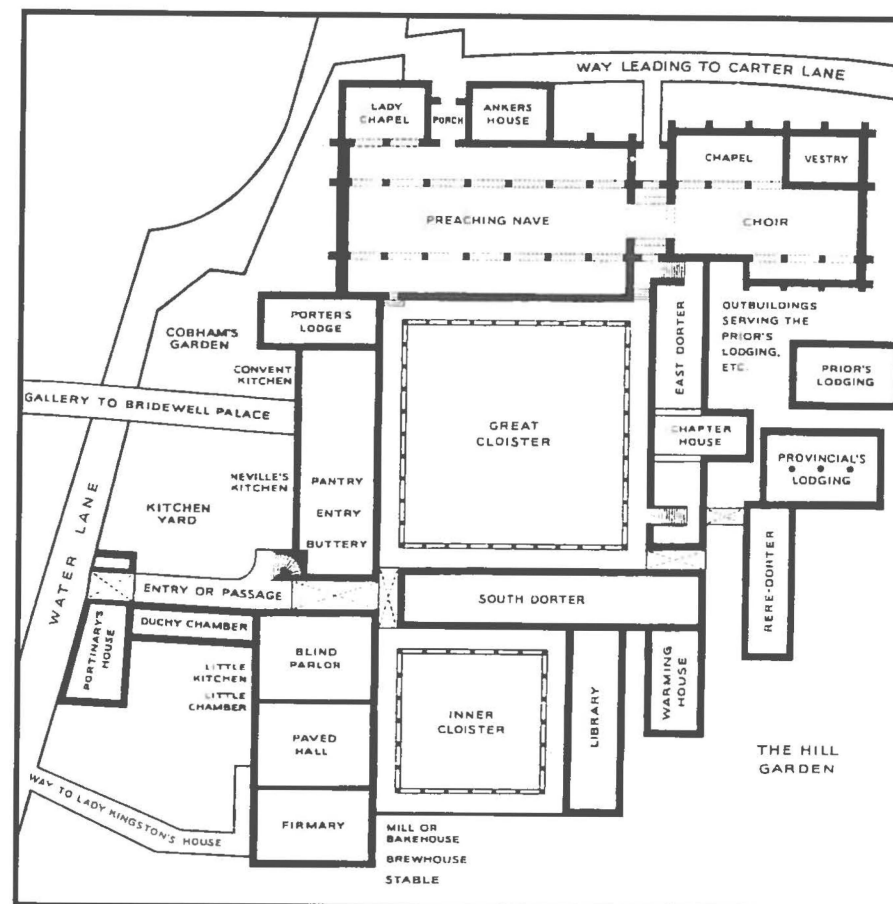 WAY LEADING TO CARTER LANE
LADY
CHAPEL
PORCH
ANKERS
HOUSE
CHAPEL
VESTRY
PREACHING NAVE
CHOIR
PORTER'S
LODGE
COBHAM'S
GARDEN
CONVENT
KITCHEN
GALLERY TO BRIDEWELL PALACE
GREAT
CLOISTER
EAST DORTER
OUTBUILDINGS
SERVING THE
PRIOR'S
LODGING,
ETC.
PRIOR'S
LODGING
CHAPTER
HOUSE
PROVINCIAL'S
LODGING
NEVILLE'S
KITCHEN
PANTRY
ENTRY
BUTTERY
KITCHEN
YARD
WATER LANE
ENTRY OR PASSAGE
SOUTH DORTER
RERE-DORTER
PORTINARY'S
HOUSE
DUCHY CHAMBER
BLIND
PARLOR
LITTLE
KITCHEN
LITTLE
CHAMBER
INNER
CLOISTER
LIBRARY
WARMING
HOUSE
PAVED
HALL
THE HILL
GARDEN
WAY TO LADY KINGSTON'S HOUSE
FIRMARY
MILL OR
BAKEHOUSE
BREWHOUSE
STABLE